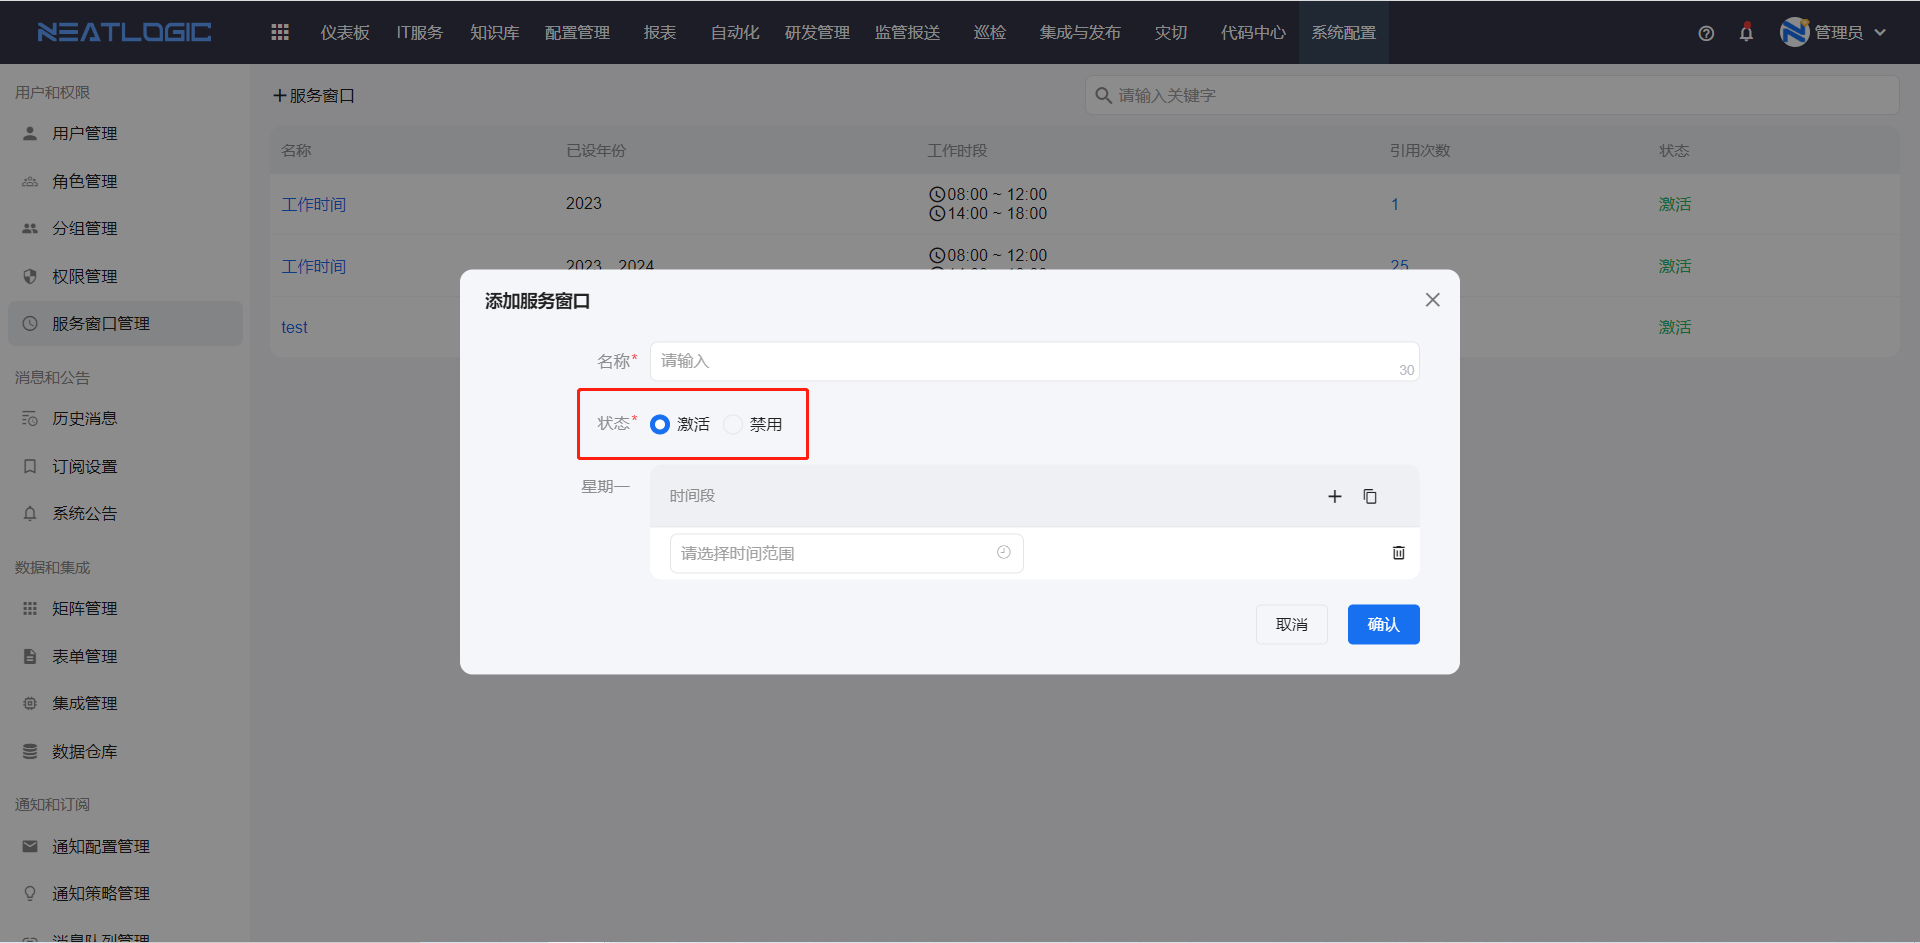 NEATLOGIC
仪表板 IT服务 知识库 配置管理 报表 自动化 研发管理 监管报送 巡检 集成与发布 灾切 代码中心 系统配置 管理员
用户和权限
用户管理
角色管理
分组管理
权限管理
服务窗口管理
消息和公告
历史消息
订阅设置
系统公告
数据和集成
矩阵管理
表单管理
集成管理
数据仓库
通知和订阅
通知配置管理
通知策略管理
消息队列管理
服务窗口
请输入关键字
名称 已设年份 工作时段 引用次数 状态
工作时间 2023 08:00 ~ 12:00 1 激活
14:00 ~ 18:00
工作时间 2023 2024 08:00 ~ 12:00 25 激活
test 激活
添加服务窗口
名称* 请输入 30
状态* 激活 禁用
星期一 时间段
请选择时间范围
取消 确认